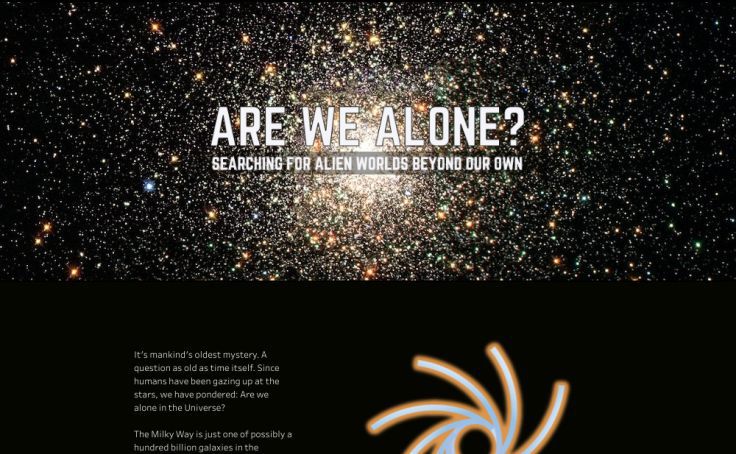 ARE WE ALONE?
SEARCHING FOR ALIEN WORLDS BEYOND OUR OWN
It's mankind's oldest mystery. A
question as old as time itself. Since
humans have been gazing up at the
stars, we have pondered: Are we
alone in the Universe?
The Milky Way is just one of possibly a
hundred billion galaxies in the